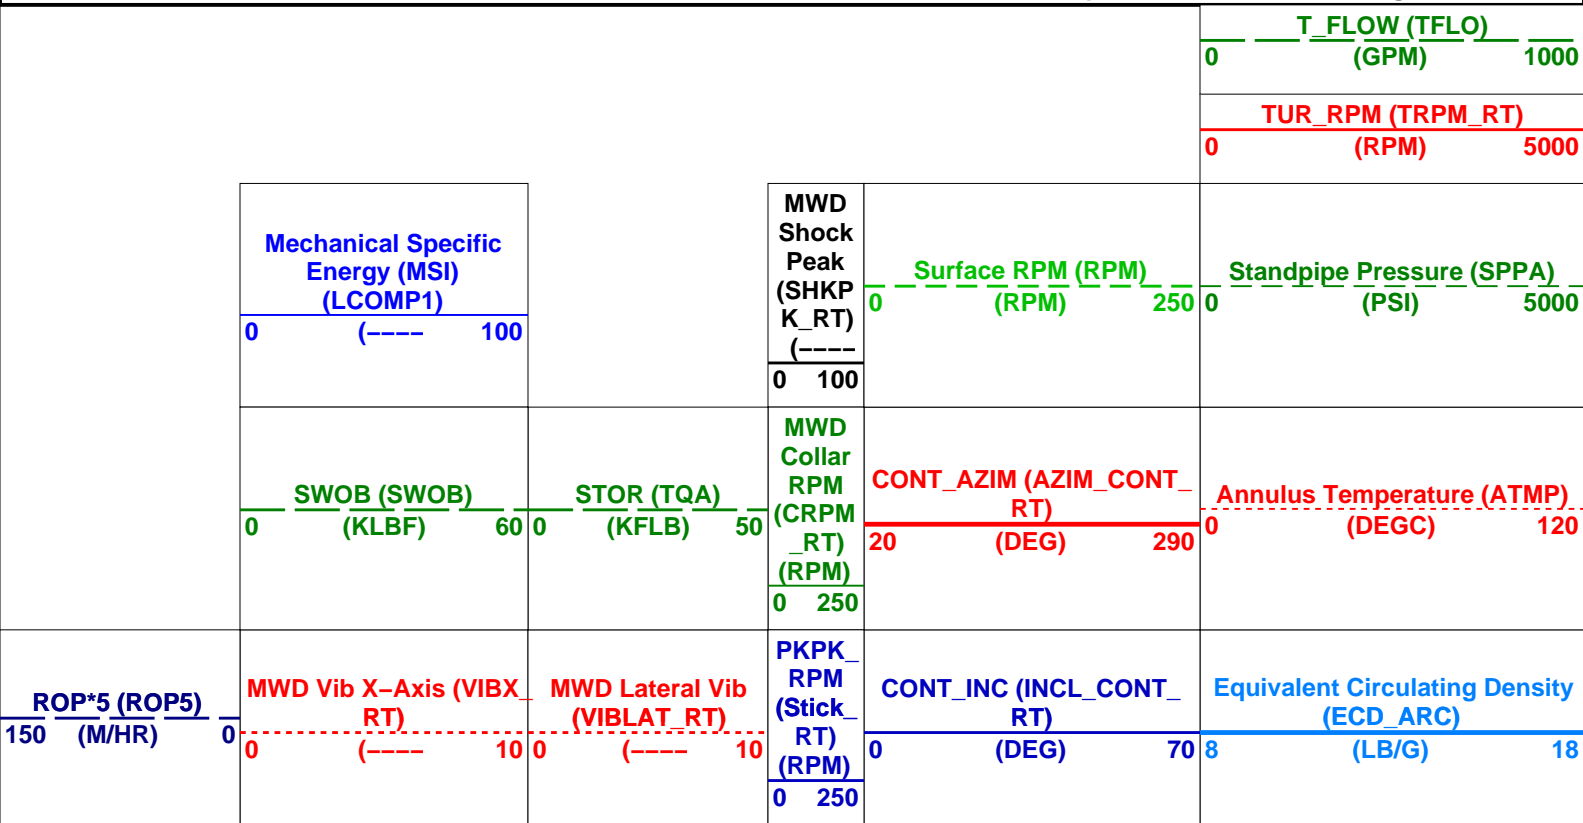 T_FLOW (TFLO)
0 (GPM) 1000
TUR_RPM (TRPM_RT)
0 (RPM) 5000
Mechanical Specific
Energy (MSI)
(LCOMP1)
0 (–––– 100
MWD
Shock
Peak
(SHKP
K_RT)
(––––
0 100
Surface RPM (RPM)
0 (RPM) 250
Standpipe Pressure (SPPA)
0 (PSI) 5000
SWOB (SWOB)
0 (KLBF) 60
STOR (TQA)
0 (KFLB) 50
MWD
Collar
RPM
(CRPM
_RT)
(RPM)
0 250
CONT_AZIM (AZIM_CONT_
RT)
20 (DEG) 290
Annulus Temperature (ATMP)
0 (DEGC) 120
ROP*5 (ROP5)
150 (M/HR) 0
MWD Vib X–Axis (VIBX_
RT)
0 (–––– 10
MWD Lateral Vib
(VIBLAT_RT)
0 (–––– 10
PKPK_
RPM
(Stick_
RT)
(RPM)
0 250
CONT_INC (INCL_CONT_
RT)
0 (DEG) 70
Equivalent Circulating Density
(ECD_ARC)
8 (LB/G) 18